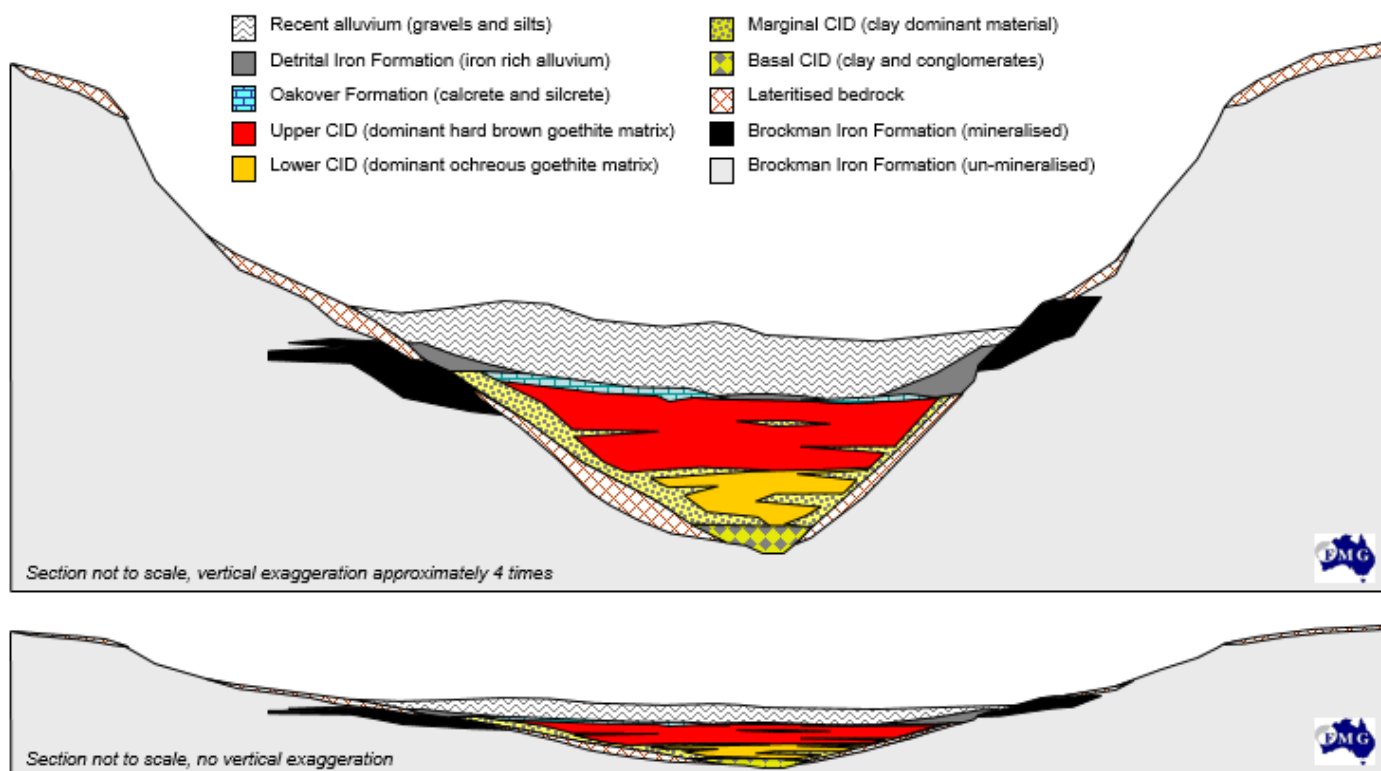 Recent alluvium (gravels and silts)
Detrital Iron Formation (iron rich alluvium)
Oakover Formation (calcrete and silcrete)
Upper CID (dominant hard brown goethite matrix)
Lower CID (dominant ochreous goethite matrix)
Marginal CID (clay dominant material)
Basal CID (clay and conglomerates)
Lateritised bedrock
Brockman Iron Formation (mineralised)
Brockman Iron Formation (un-mineralised)
Section not to scale, vertical exaggeration approximately 4 times
FMG
Section not to scale, no vertical exaggeration
FMG